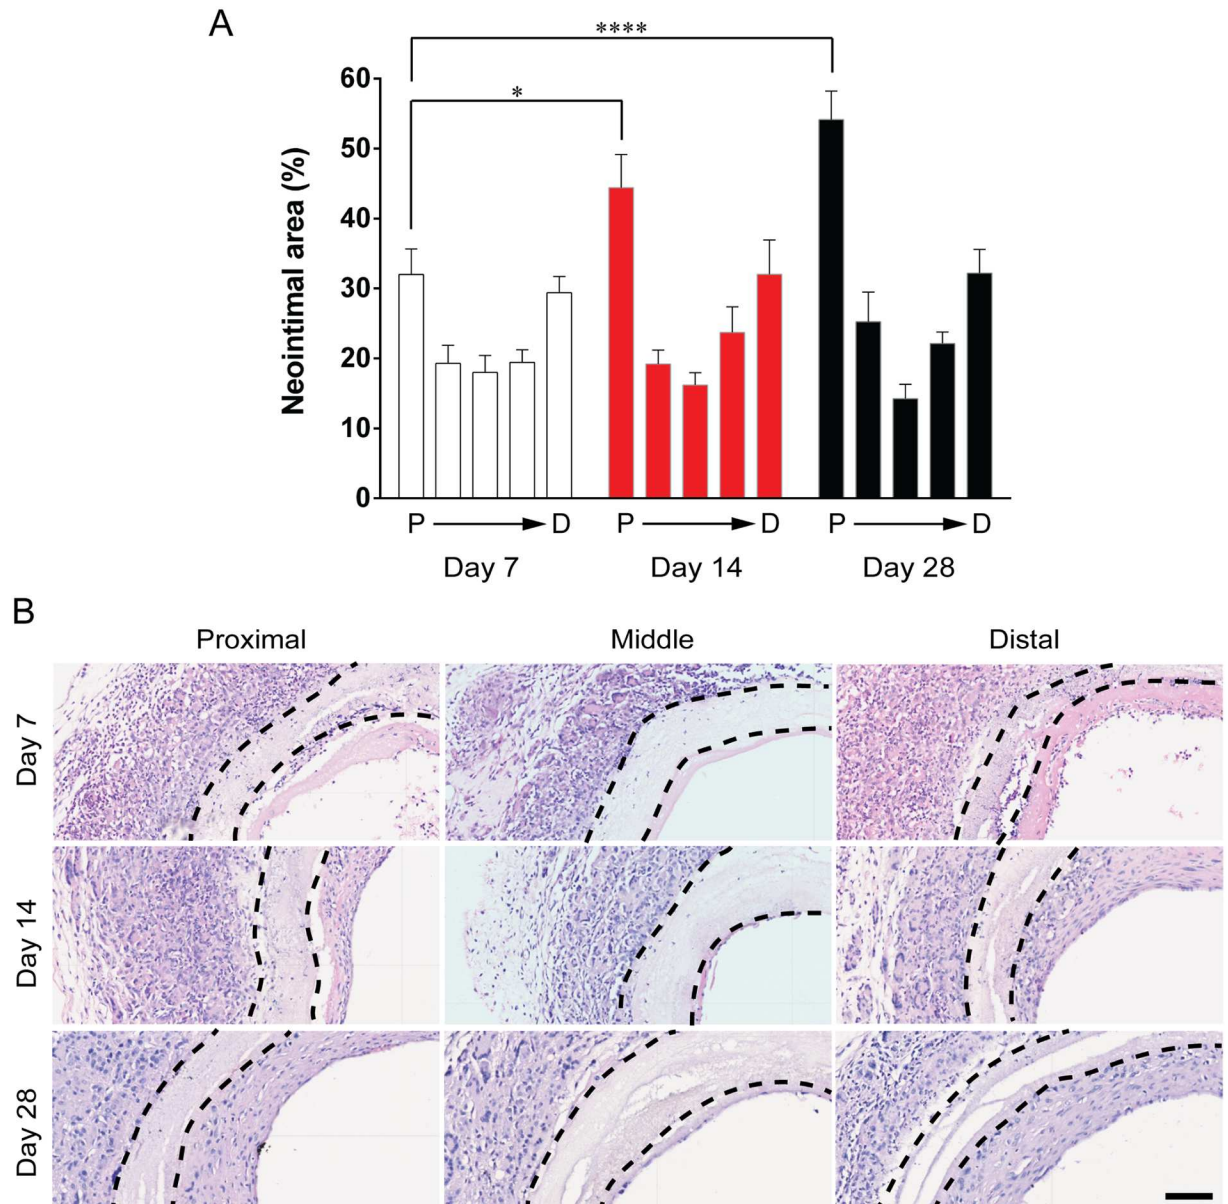 A
****
*
Neointimal area (%)
60
50
40
30
20
10
0
P D P D P D
Day 7 Day 14 Day 28
B
Proximal Middle Distal
Day 7
Day 14
Day 28